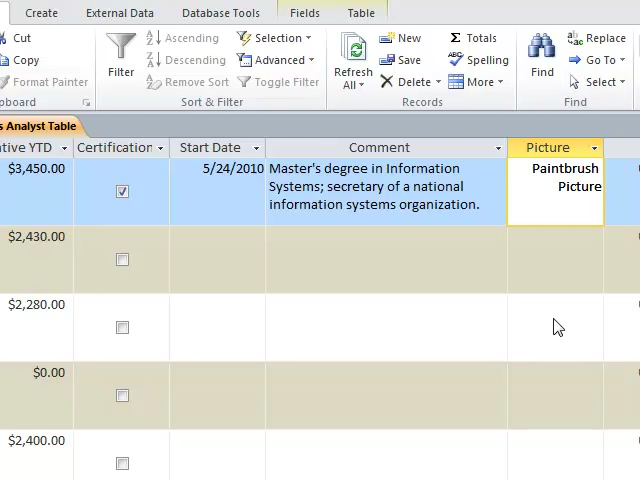 Create External Data Database Tools Fields Table
Cut
Copy
Format Painter
Filter
Ascending
Descending
Remove Sort
Selection
Advanced
Toggle Filter
Refresh
All
New
Save
Delete
Totals
Spelling
More
Find
Replace
Go To
Select
pboard Sort & Filter Records Find
s Analyst Table
ative YTD Certification Start Date Comment Picture
$3,450.00 5/24/2010 Master's degree in Information Paintbrush
Systems; secretary of a national Picture
information systems organization.
$2,430.00
$2,280.00
$0.00
$2,400.00